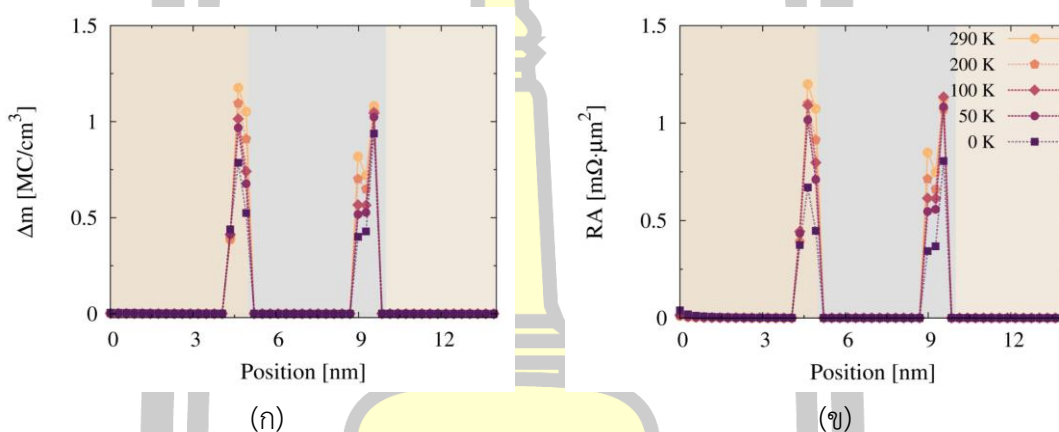 1.5
1
0.5
0
Δm [MC/cm³]
0 3 6 9 12
Position [nm]
(ก)
1.5
1
0.5
0
RA [mΩ·μm²]
290 K
200 K
100 K
50 K
0 K
0 3 6 9 12
Position [nm]
(ข)